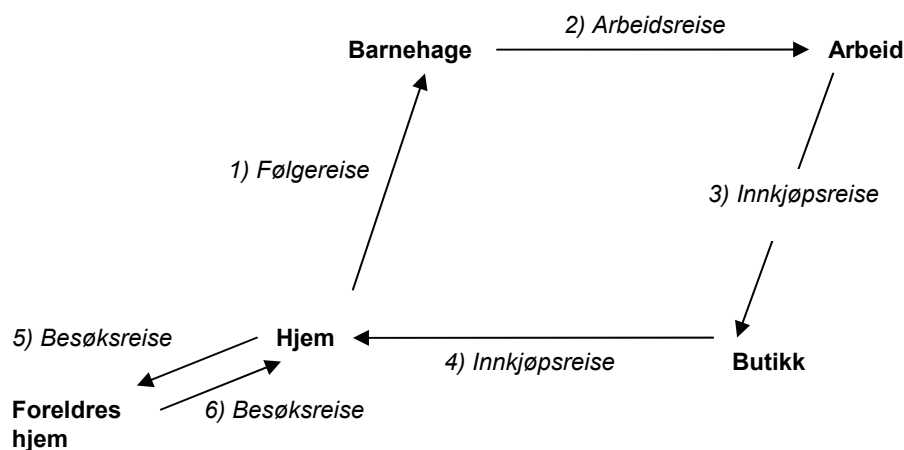 2) Arbeidsreise
Barnehage
Arbeid
1) Følgereise
3) Innkjøpsreise
5) Besøksreise
Hjem
4) Innkjøpsreise
Butikk
Foreldres
hjem
6) Besøksreise